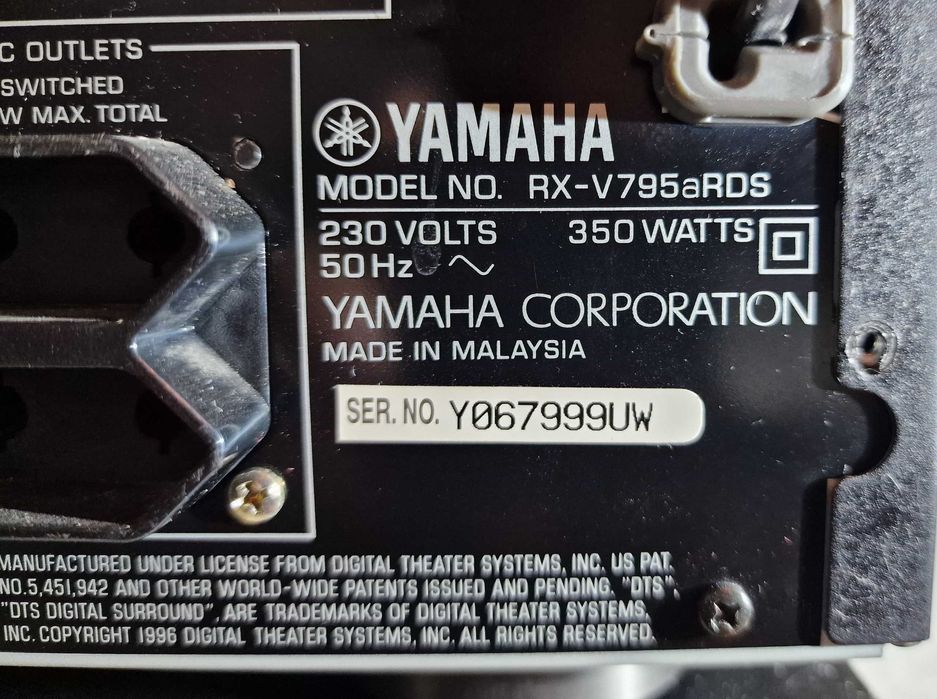 C OUTLETS
SWITCHED
W MAX. TOTAL
YAMAHA
MODEL NO. RX-V795aRDS
230 VOLTS 350 WATTS
50 Hz ～
YAMAHA CORPORATION
MADE IN MALAYSIA
SER. NO. Y067999UW
MANUFACTURED UNDER LICENSE FROM DIGITAL THEATER SYSTEMS, INC. US PAT.
NO. 5,451,942 AND OTHER WORLD-WIDE PATENTS ISSUED AND PENDING. "DTS",
"DTS DIGITAL SURROUND", ARE TRADEMARKS OF DIGITAL THEATER SYSTEMS,
INC. COPYRIGHT 1996 DIGITAL THEATER SYSTEMS, INC. ALL RIGHTS RESERVED.